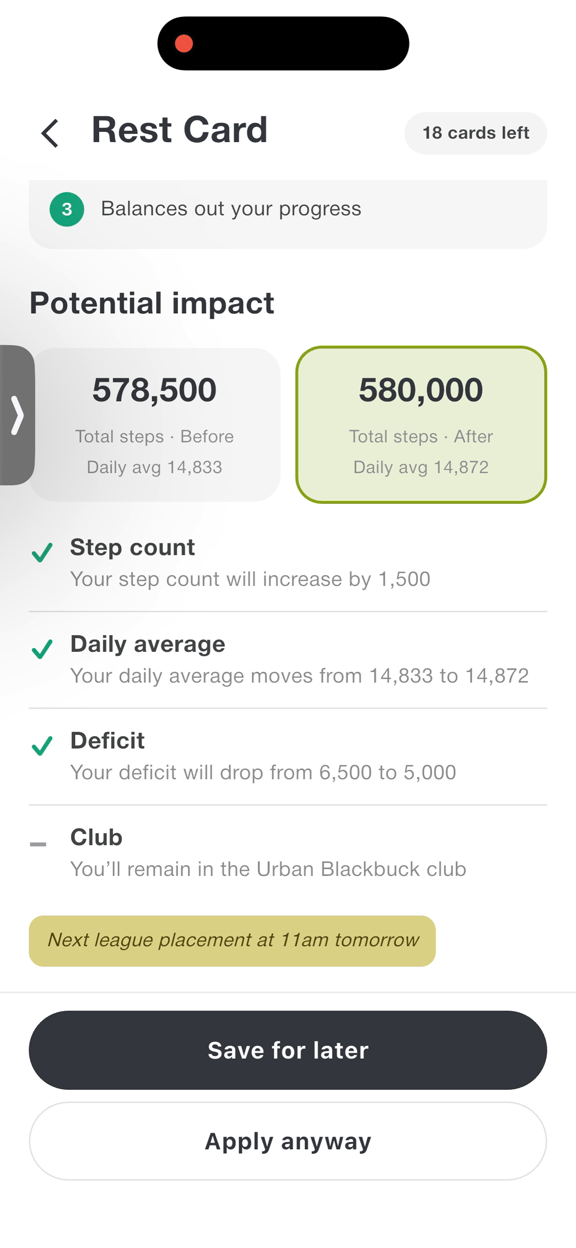 Rest Card
18 cards left
3
Balances out your progress
Potential impact
578,500
Total steps · Before
Daily avg 14,833
580,000
Total steps · After
Daily avg 14,872
Step count
Your step count will increase by 1,500
Daily average
Your daily average moves from 14,833 to 14,872
Deficit
Your deficit will drop from 6,500 to 5,000
Club
You’ll remain in the Urban Blackbuck club
Next league placement at 11am tomorrow
Save for later
Apply anyway